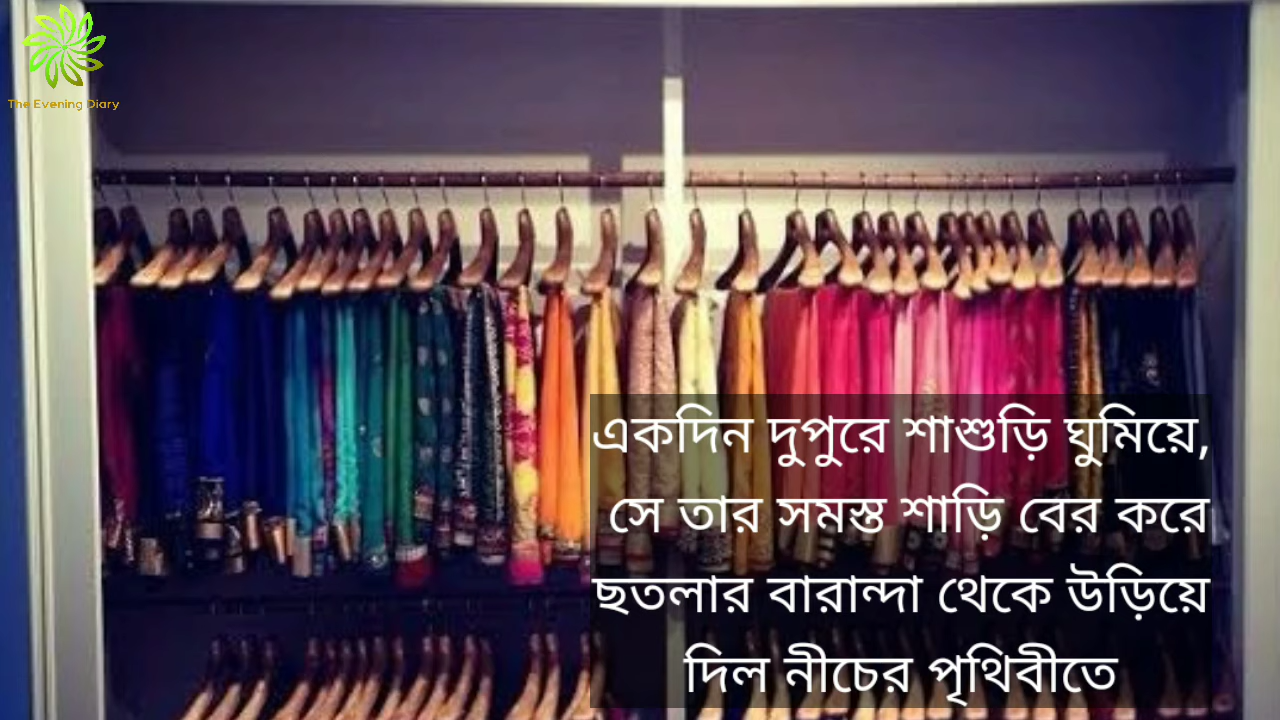 The Evening Diary
একদিন দুপুরে শাশুড়ি ঘুমিয়ে,
সে তার সমস্ত শাড়ি বের করে
ছতলার বারান্দা থেকে উড়িয়ে
দিল নীচের পৃথিবীতে